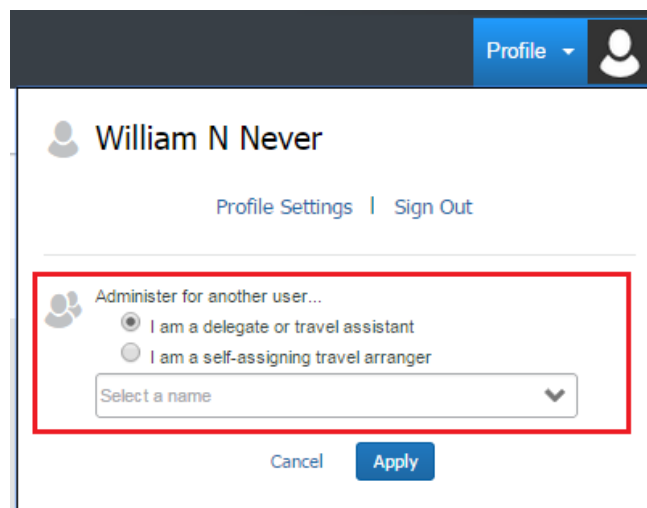 Profile
William N Never
Profile Settings | Sign Out
Administer for another user...
I am a delegate or travel assistant
I am a self-assigning travel arranger
Select a name
Cancel Apply